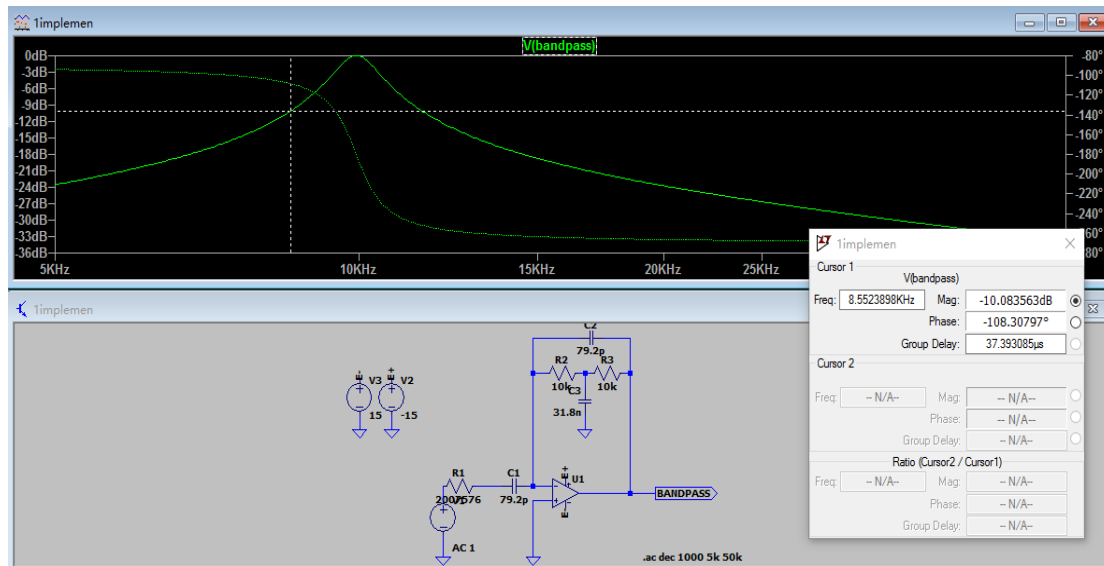 1implemen
V(bandpass)
0dB
-3dB
-6dB
-9dB
-12dB
-15dB
-18dB
-21dB
-24dB
-27dB
-30dB
-33dB
-36dB
-80°
-100°
-120°
-140°
-160°
-180°
-200°
-220°
-240°
-260°
80°
5KHz
10KHz
15KHz
20KHz
25KHz
1implemen
Cursor 1
V(bandpass)
Freq: 8.5523898KHz Mag: -10.083563dB
Phase: -108.30797°
Group Delay: 37.393085µs
Cursor 2
Freq: -- N/A-- Mag: -- N/A--
Phase: -- N/A--
Group Delay: -- N/A--
Ratio (Cursor2 / Cursor1)
Freq: -- N/A-- Mag: -- N/A--
Phase: -- N/A--
Group Delay: -- N/A--
1implemen
C2
79.2p
R2 R3
10k 10k
C3
31.8n
E- V3 E+ V2
15 -15
R1 C1 E+ U1
79.2p
E-
BANDPASS
AC 1
.ac dec 1000 5k 50k